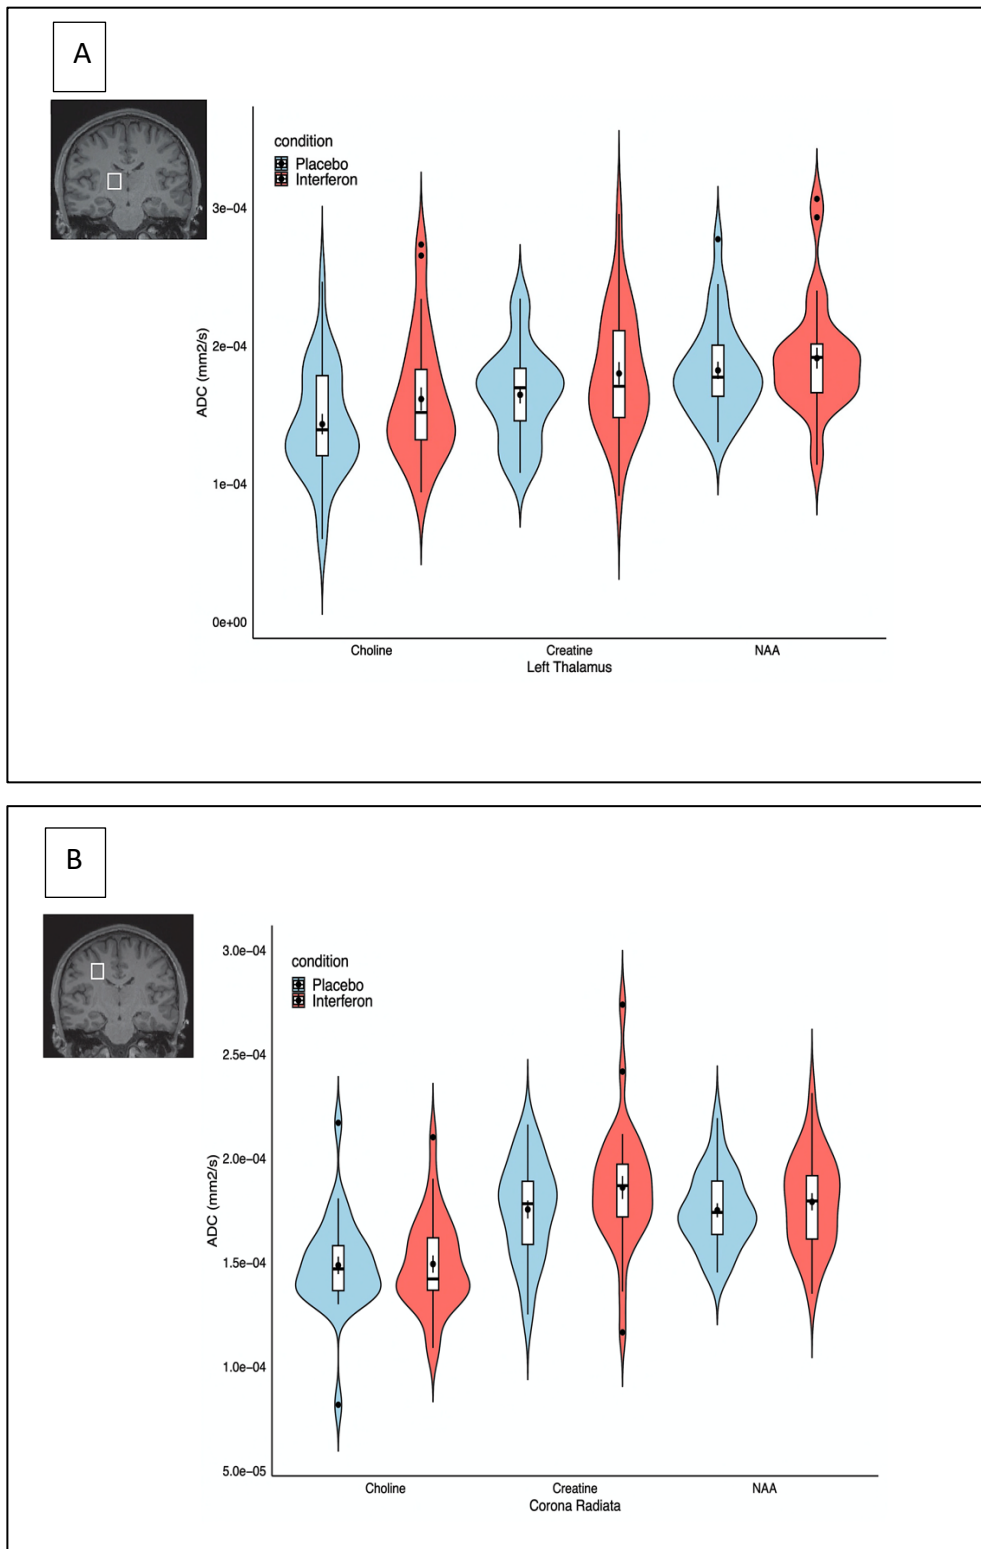 A
condition
Placebo
Interferon
3e-04
2e-04
1e-04
0e+00
ADC (mm2/s)
Choline Creatine NAA
Left Thalamus
B
condition
Placebo
Interferon
3.0e-04
2.5e-04
2.0e-04
1.5e-04
1.0e-04
5.0e-05
ADC (mm2/s)
Choline Creatine NAA
Corona Radiata